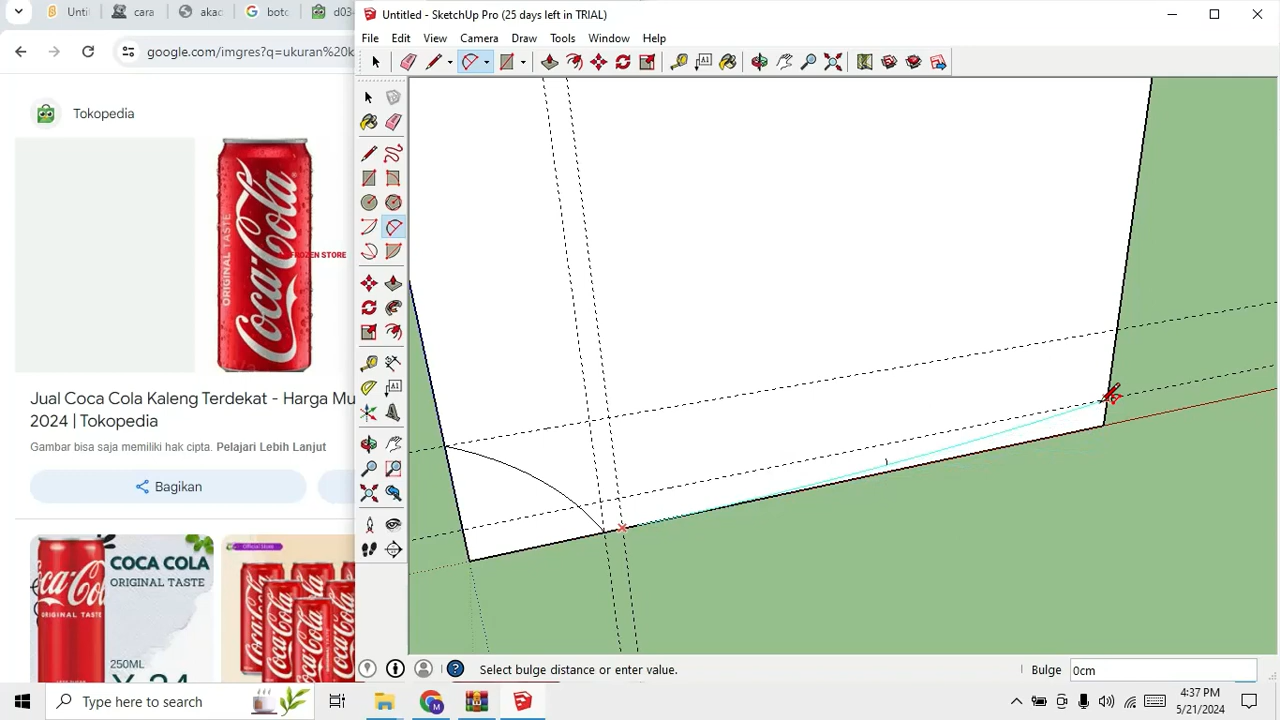 Unti
cara
akac
boto
d03
google.com/imgres?q=ukuran%20k
Tokopedia
ORIGINAL TASTE
Coca-Cola
FROZEN STORE
Jual Coca Cola Kaleng Terdekat - Harga Mu
2024 | Tokopedia
Gambar bisa saja memiliki hak cipta. Pelajari Lebih Lanjut
Bagikan
COCA COLA
ORIGINAL TASTE
250ML
Untitled - SketchUp Pro (25 days left in TRIAL)
File Edit View Camera Draw Tools Window Help
Select bulge distance or enter value.
Bulge 0cm
Type here to search
4:37 PM
5/21/2024